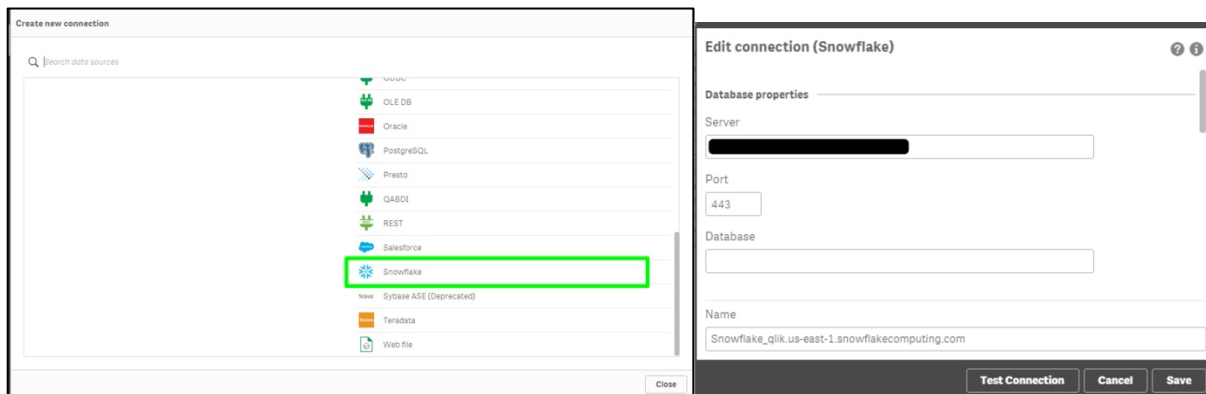 Create new connection
Search data sources
ODBC
OLE DB
Oracle
PostgreSQL
Presto
QABDI
REST
Salesforce
Snowflake
Sybase ASE (Deprecated)
Teradata
Web file
Close
Edit connection (Snowflake)
Database properties
Server
Port
443
Database
Name
Snowflake_qlik.us-east-1.snowflakecomputing.com
Test Connection
Cancel
Save